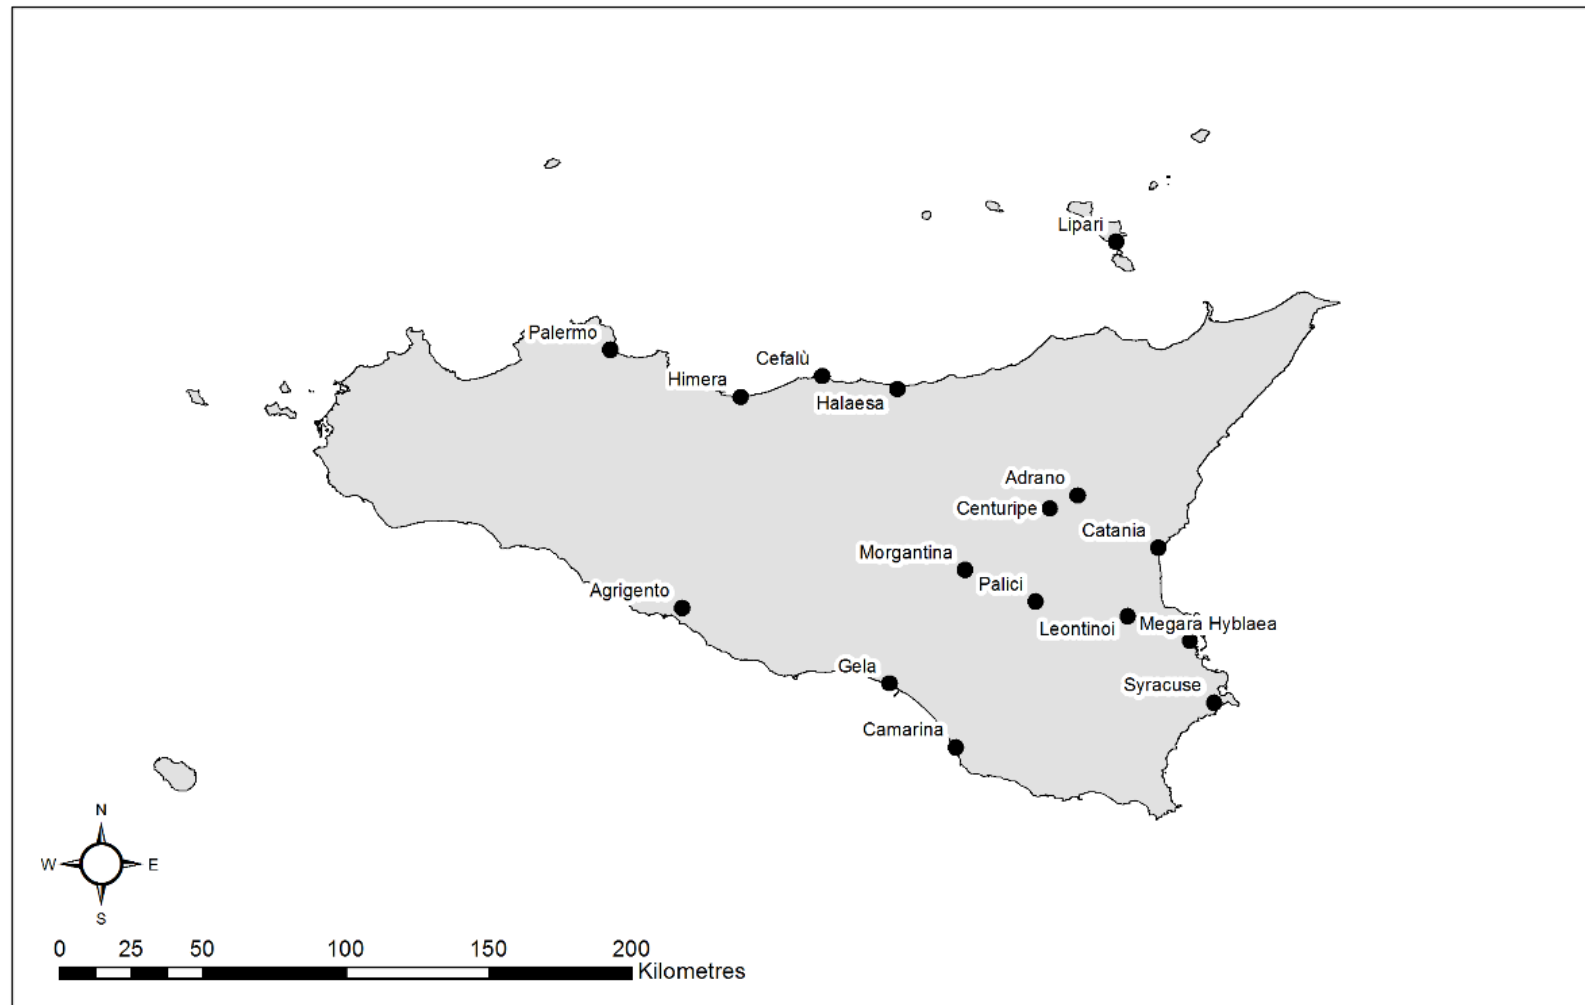 Lipari
Palermo
Cefalù
Himera
Halaesa
Adrano
Centuripe
Catania
Morgantina
Palici
Agrigento
Leontinoi
Megara Hyblaea
Gela
Syracuse
Camarina
N
W E
S
0 25 50 100 150 200
Kilometres